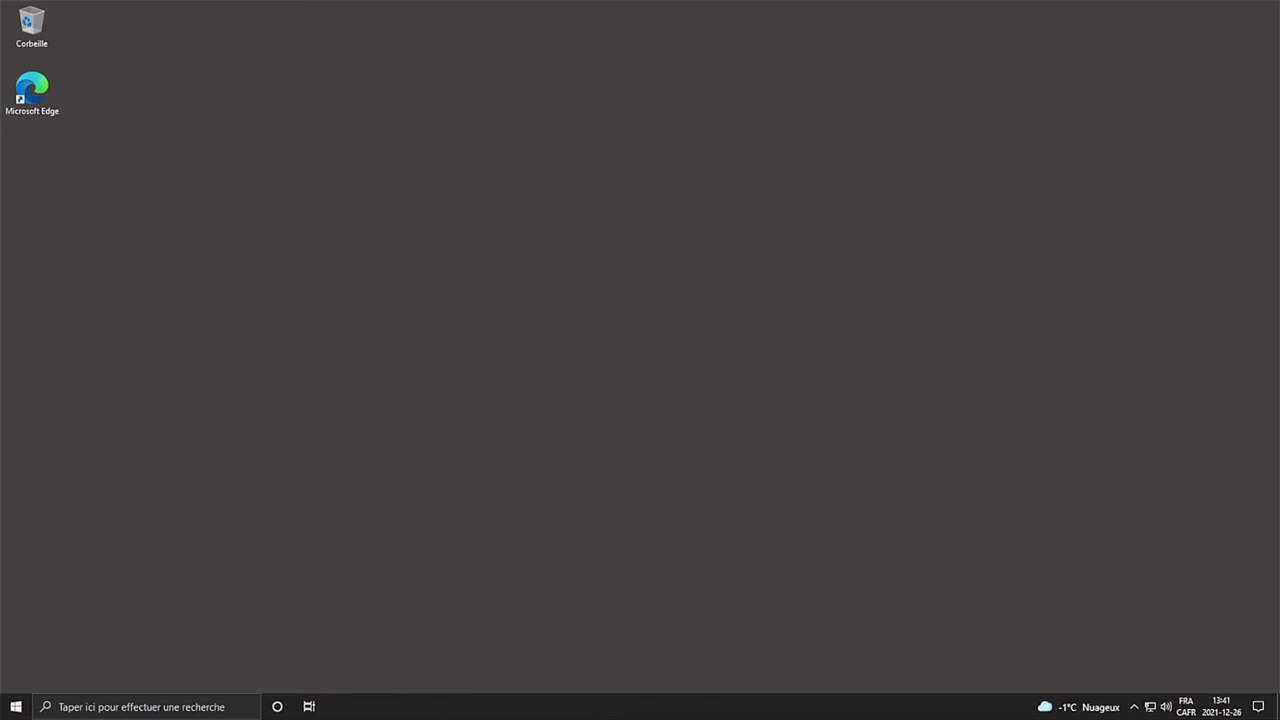 Corbeille
Microsoft Edge
Taper ici pour effectuer une recherche
-1°C Nuageux
FRA
CAFR
13:41
2021-12-26